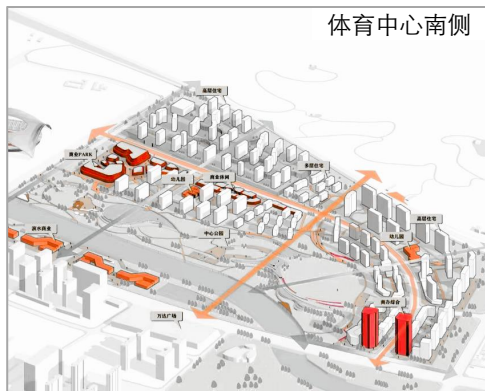 体育中心南侧
高层住宅
商业PARK
幼儿园
商业休闲
多层住宅
高层住宅
幼儿园
中心公园
滨水商业
商办综合
万达广场